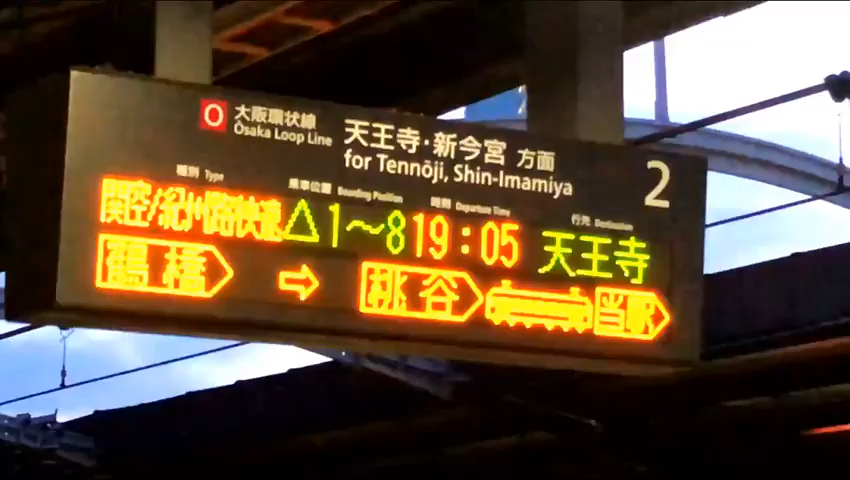 O 大阪環状線 Ōsaka Loop Line
天王寺・新今宮 方面
for Tennōji, Shin-Imamiya
2
種別 Type 乗車位置 Boarding Position 時刻 Departure Time 行先 Destination
関空/紀州路快速 △1～8 19:05 天王寺
鶴橋 ⇨ 桃谷 当駅